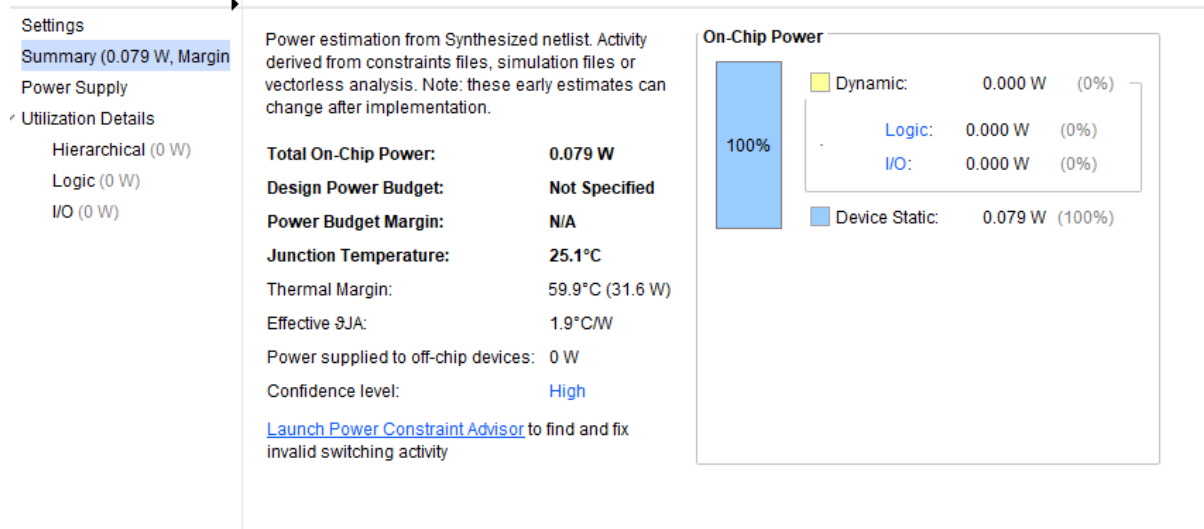 Settings
Summary (0.079 W, Margin
Power Supply
Utilization Details
Hierarchical (0 W)
Logic (0 W)
I/O (0 W)
Power estimation from Synthesized netlist. Activity
derived from constraints files, simulation files or
vectorless analysis. Note: these early estimates can
change after implementation.
Total On-Chip Power: 0.079 W
Design Power Budget: Not Specified
Power Budget Margin: N/A
Junction Temperature: 25.1°C
Thermal Margin: 59.9°C (31.6 W)
Effective ϑJA: 1.9°C/W
Power supplied to off-chip devices: 0 W
Confidence level: High
Launch Power Constraint Advisor to find and fix
invalid switching activity
On-Chip Power
100%
Dynamic: 0.000 W (0%)
Logic: 0.000 W (0%)
I/O: 0.000 W (0%)
Device Static: 0.079 W (100%)